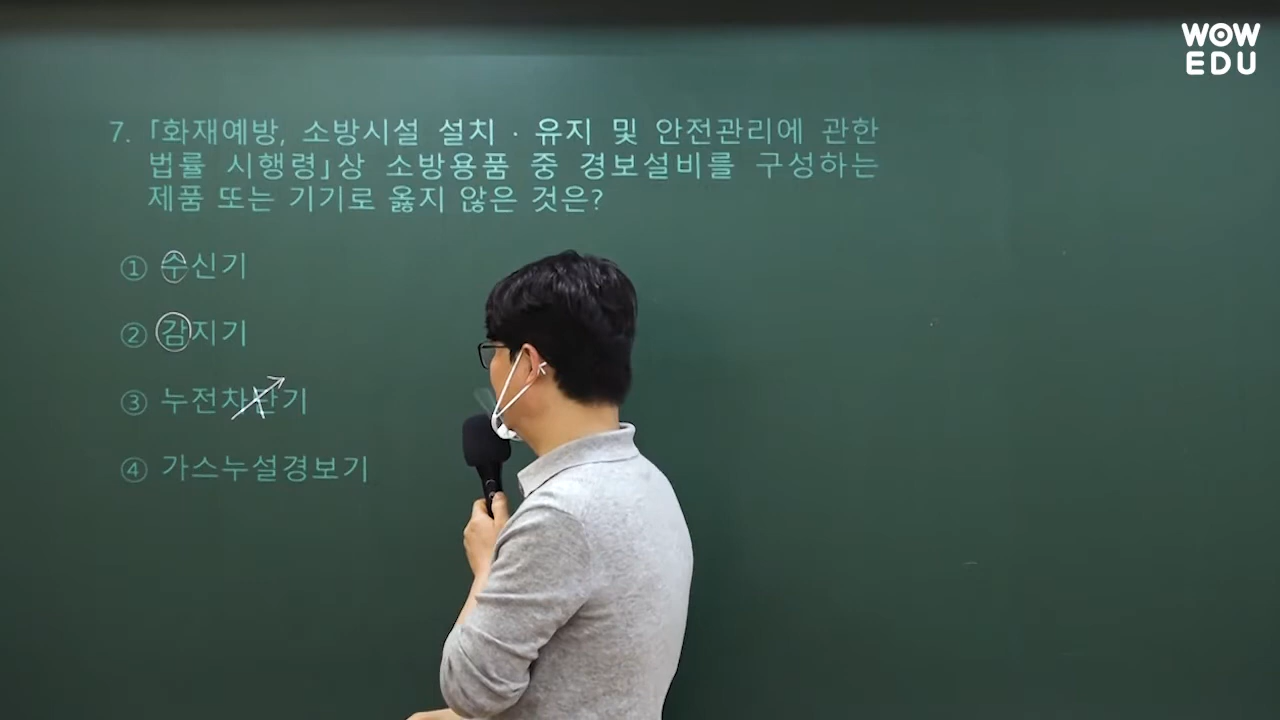 WOW
EDU
7. 「화재예방, 소방시설 설치 · 유지 및 안전관리에 관한
법률 시행령」상 소방용품 중 경보설비를 구성하는
제품 또는 기기로 옳지 않은 것은?
① 수신기
② 감지기
③ 누전차단기
④ 가스누설경보기